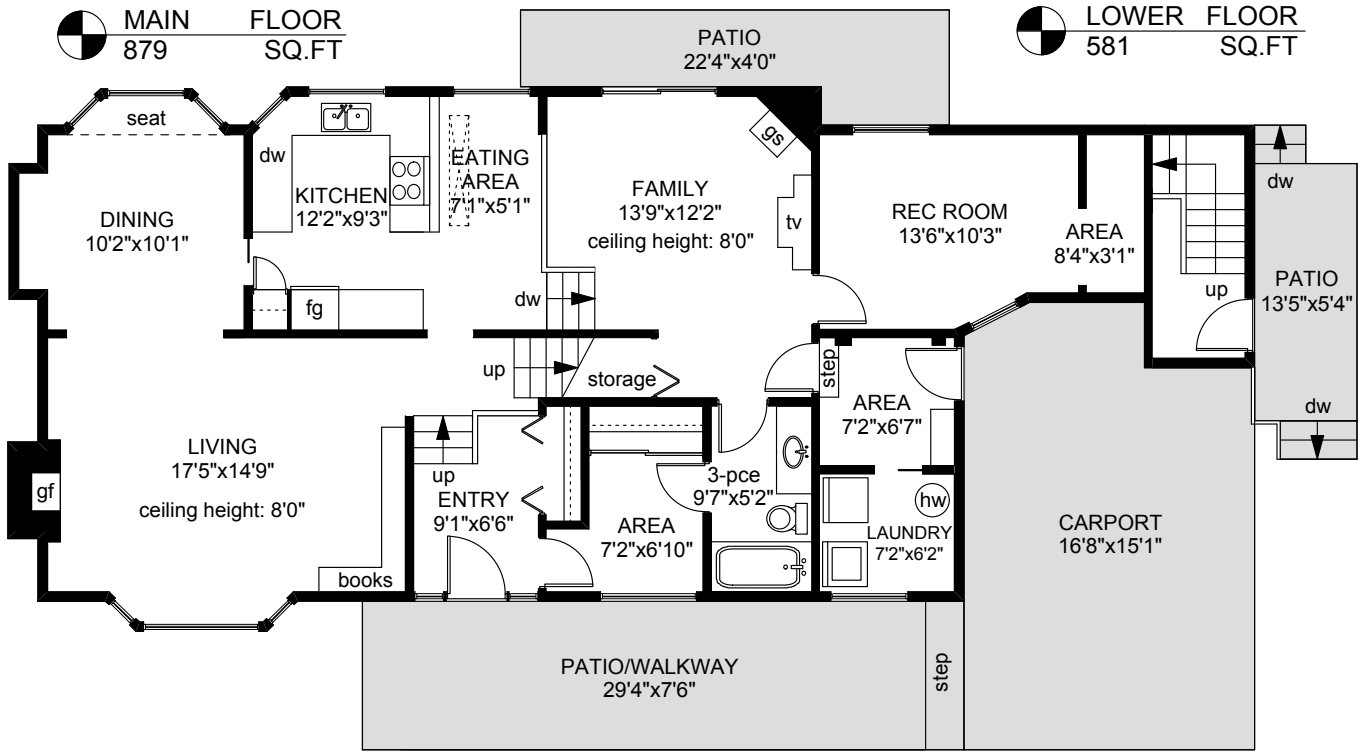 MAIN FLOOR
879 SQ.FT
LOWER FLOOR
581 SQ.FT
PATIO
22'4"x4'0"
seat
dw
KITCHEN
12'2"x9'3"
EATING
AREA
7'1"x5'1"
DINING
10'2"x10'1"
fg
dw
FAMILY
13'9"x12'2"
ceiling height: 8'0"
gs
tv
REC ROOM
13'6"x10'3"
AREA
8'4"x3'1"
up
dw
PATIO
13'5"x5'4"
dw
up
storage
step
AREA
7'2"x6'7"
LIVING
17'5"x14'9"
ceiling height: 8'0"
gf
books
up
ENTRY
9'1"x6'6"
AREA
7'2"x6'10"
3-pce
9'7"x5'2"
hw
LAUNDRY
7'2"x6'2"
CARPORT
16'8"x15'1"
PATIO/WALKWAY
29'4"x7'6"
step